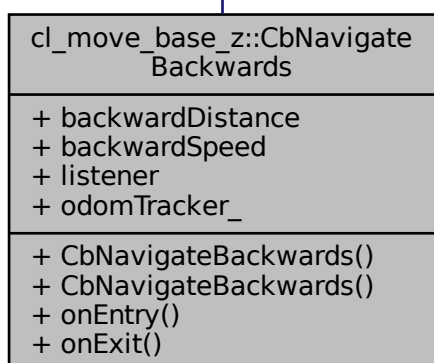 cl_move_base_z::CbNavigate
Backwards
+ backwardDistance
+ backwardSpeed
+ listener
+ odomTracker_
+ CbNavigateBackwards()
+ CbNavigateBackwards()
+ onEntry()
+ onExit()